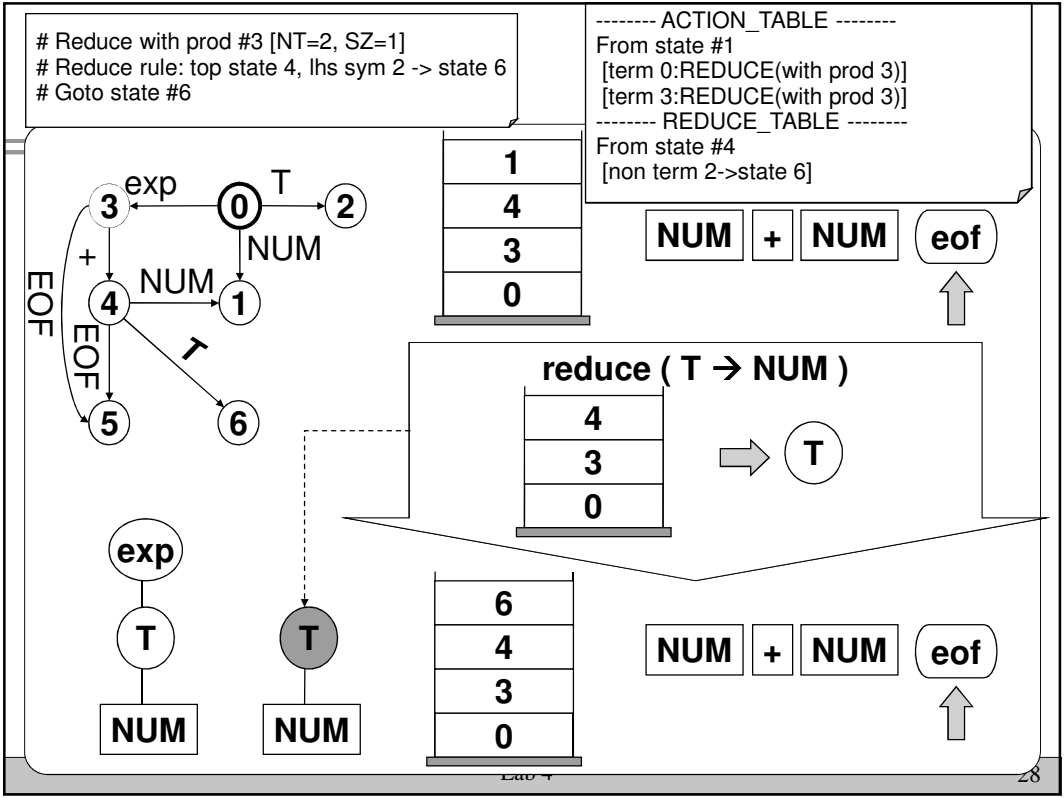 # Reduce with prod #3 [NT=2, SZ=1]
# Reduce rule: top state 4, lhs sym 2 -> state 6
# Goto state #6
-------- ACTION_TABLE --------
From state #1
[term 0:REDUCE(with prod 3)]
[term 3:REDUCE(with prod 3)]
-------- REDUCE_TABLE --------
From state #4
[non term 2->state 6]
3 exp 0 T 2
+ NUM
EOF 4 NUM 1
EOF T
5 6
1
4
3
0
NUM + NUM eof
reduce ( T → NUM )
4
3
0
T
exp
T
NUM
T
NUM
6
4
3
0
NUM + NUM eof
Lab 4
28